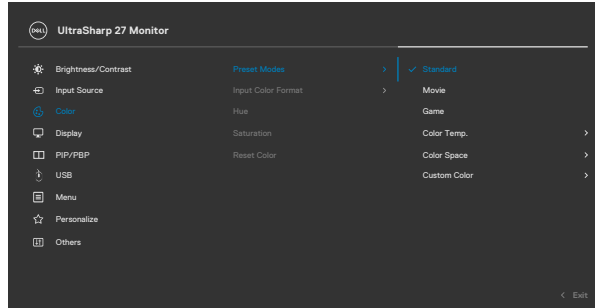 DELL UltraSharp 27 Monitor
Brightness/Contrast
Input Source
Color
Display
PIP/PBP
USB
Menu
Personalize
Others
Preset Modes
Input Color Format
Hue
Saturation
Reset Color
Standard
Movie
Game
Color Temp.
Color Space
Custom Color
Exit